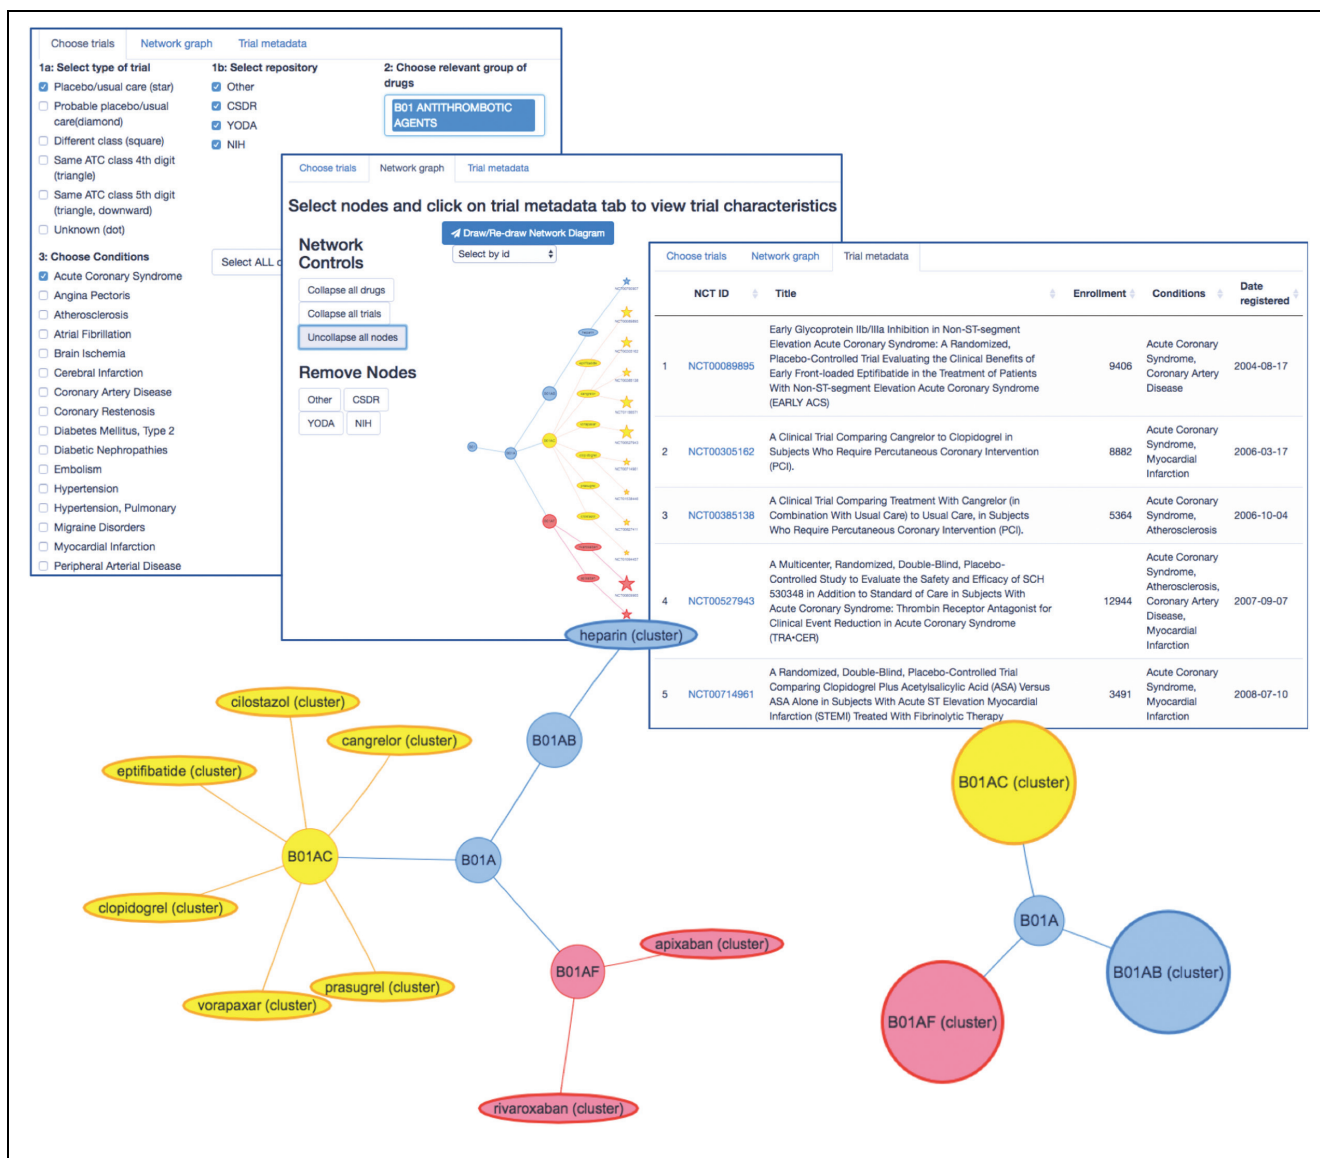 Choose trials
Network graph
Trial metadata
1a: Select type of trial
Placebo/usual care (star)
Probable placebo/usual
care(diamond)
Different class (square)
Same ATC class 4th digit
(triangle)
Same ATC class 5th digit
(triangle, downward)
Unknown (dot)
1b: Select repository
Other
CSDR
YODA
NIH
2: Choose relevant group of
drugs
B01 ANTITHROMBOTIC
AGENTS
3: Choose Conditions
Select ALL
Acute Coronary Syndrome
Angina Pectoris
Atherosclerosis
Atrial Fibrillation
Brain Ischemia
Cerebral Infarction
Coronary Artery Disease
Coronary Restenosis
Diabetes Mellitus, Type 2
Diabetic Nephropathies
Embolism
Hypertension
Hypertension, Pulmonary
Migraine Disorders
Myocardial Infarction
Peripheral Arterial Disease
Choose trials
Network graph
Trial metadata
Select nodes and click on trial metadata tab to view trial characteristics
Network
Controls
Draw/Re-draw Network Diagram
Select by id
Collapse all drugs
Collapse all trials
Uncollapse all nodes
Remove Nodes
Other
CSDR
YODA
NIH
Choose trials
Network graph
Trial metadata
NCT ID
Title
Enrollment
Conditions
Date
registered
1
NCT00089895
Early Glycoprotein IIb/IIIa Inhibition in Non-ST-segment
Elevation Acute Coronary Syndrome: A Randomized,
Placebo-Controlled Trial Evaluating the Clinical Benefits of
Early Front-loaded Eptifibatide in the Treatment of Patients
With Non-ST-segment Elevation Acute Coronary Syndrome
(EARLY ACS)
9406
Acute Coronary
Syndrome,
Coronary Artery
Disease
2004-08-17
2
NCT00305162
A Clinical Trial Comparing Cangrelor to Clopidogrel in
Subjects Who Require Percutaneous Coronary Intervention
(PCI).
8882
Acute Coronary
Syndrome,
Myocardial
Infarction
2006-03-17
3
NCT00385138
A Clinical Trial Comparing Treatment With Cangrelor (in
Combination With Usual Care) to Usual Care, in Subjects
Who Require Percutaneous Coronary Intervention (PCI).
5364
Acute Coronary
Syndrome,
Atherosclerosis
2006-10-04
4
NCT00527943
A Multicenter, Randomized, Double-Blind, Placebo-
Controlled Study to Evaluate the Safety and Efficacy of SCH
530348 in Addition to Standard of Care in Subjects With
Acute Coronary Syndrome: Thrombin Receptor Antagonist for
Clinical Event Reduction in Acute Coronary Syndrome
(TRA•CER)
12944
Acute Coronary
Syndrome,
Atherosclerosis,
Coronary Artery
Disease,
Myocardial
Infarction
2007-09-07
5
NCT00714961
A Randomized, Double-Blind, Placebo-Controlled Trial
Comparing Clopidogrel Plus Acetylsalicylic Acid (ASA) Versus
ASA Alone in Subjects With Acute ST Elevation Myocardial
Infarction (STEMI) Treated With Fibrinolytic Therapy
3491
Acute Coronary
Syndrome,
Myocardial
Infarction
2008-07-10
heparin (cluster)
cilostazol (cluster)
cangrelor (cluster)
eptifibatide (cluster)
B01AB
B01AC
B01A
clopidogrel (cluster)
vorapaxar (cluster)
prasugrel (cluster)
B01AF
apixaban (cluster)
rivaroxaban (cluster)
B01AC (cluster)
B01A
B01AB (cluster)
B01AF (cluster)